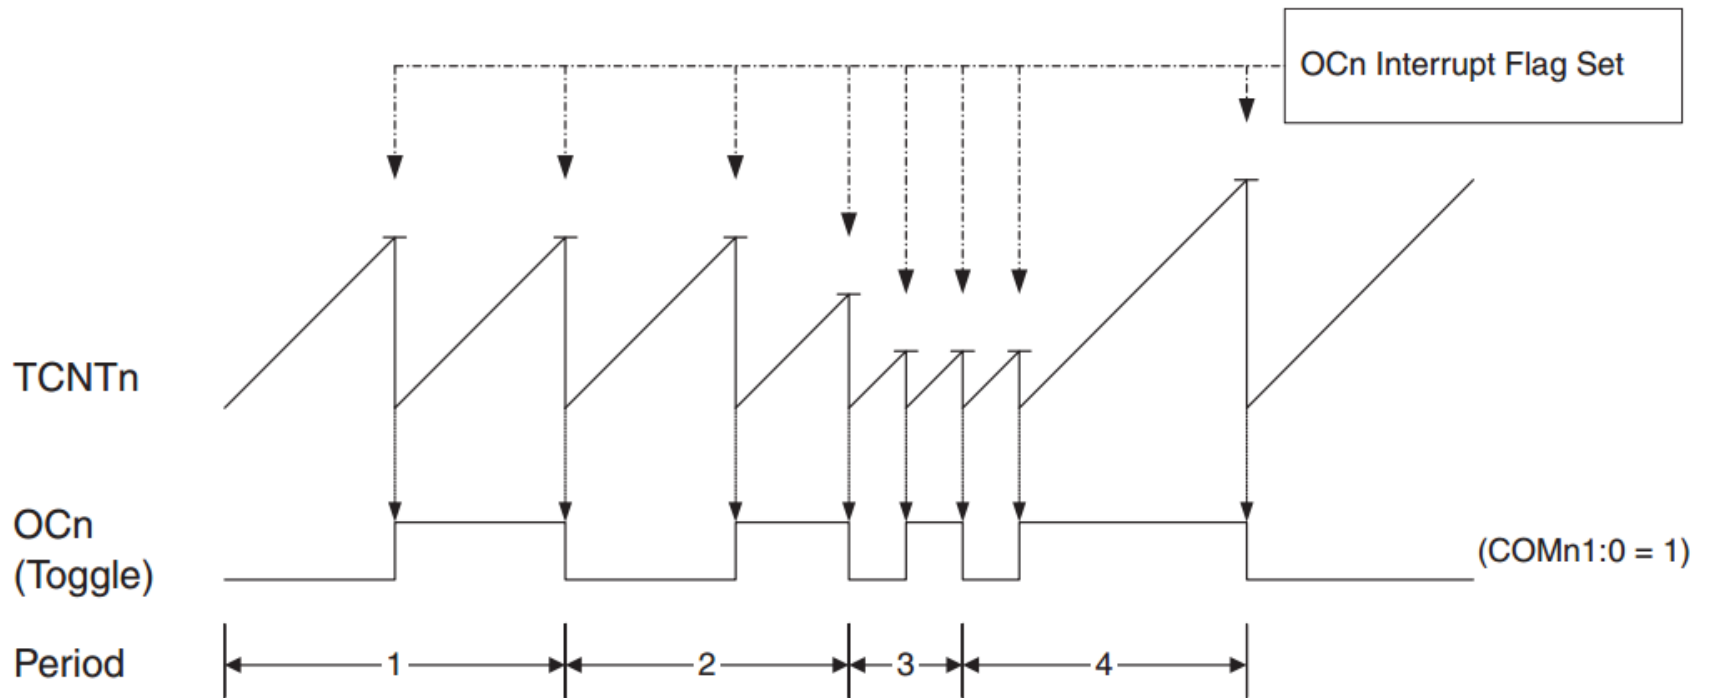 OCn Interrupt Flag Set
TCNTn
OCn
(Toggle)
(COMn1:0 = 1)
Period
1
2
3
4